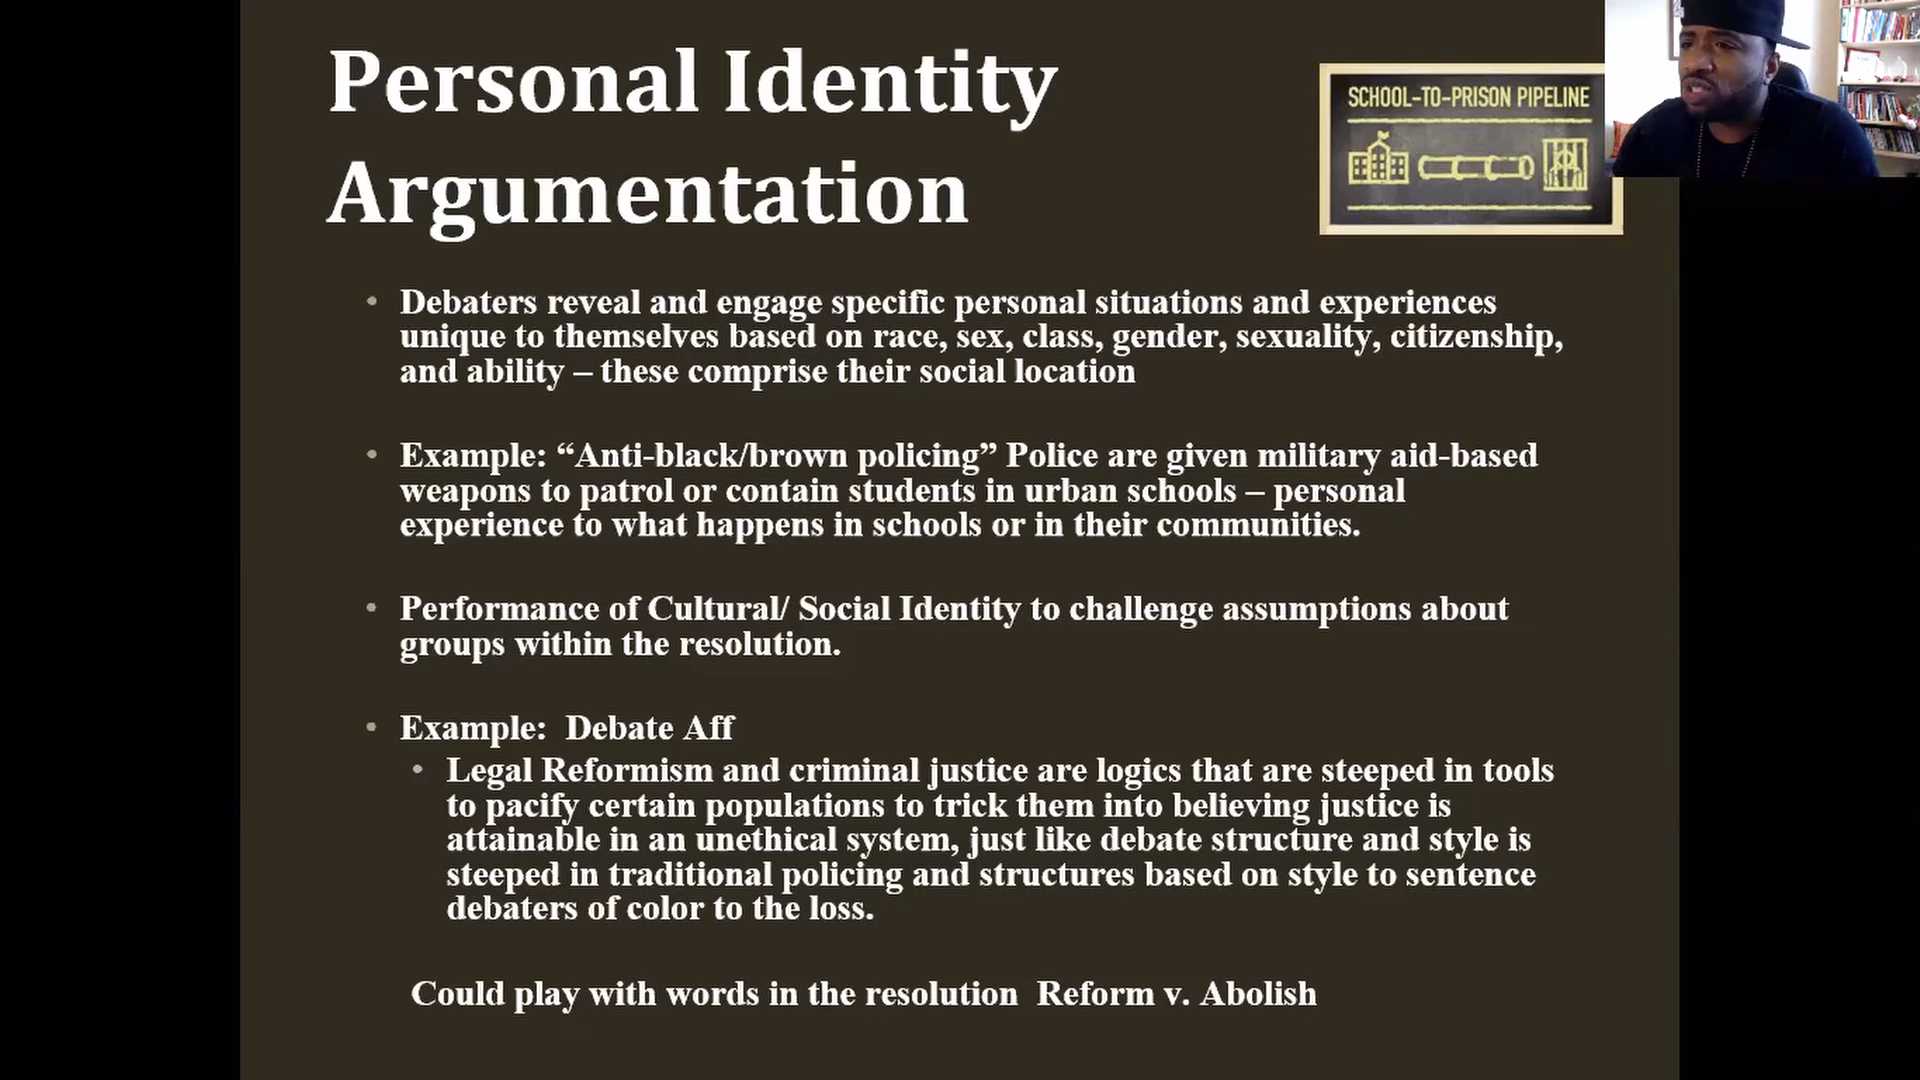 Personal Identity
Argumentation
SCHOOL-TO-PRISON PIPELINE
• Debaters reveal and engage specific personal situations and experiences
unique to themselves based on race, sex, class, gender, sexuality, citizenship,
and ability – these comprise their social location
• Example: “Anti-black/brown policing” Police are given military aid-based
weapons to patrol or contain students in urban schools – personal
experience to what happens in schools or in their communities.
• Performance of Cultural/ Social Identity to challenge assumptions about
groups within the resolution.
• Example:  Debate Aff
• Legal Reformism and criminal justice are logics that are steeped in tools
to pacify certain populations to trick them into believing justice is
attainable in an unethical system, just like debate structure and style is
steeped in traditional policing and structures based on style to sentence
debaters of color to the loss.
Could play with words in the resolution  Reform v. Abolish